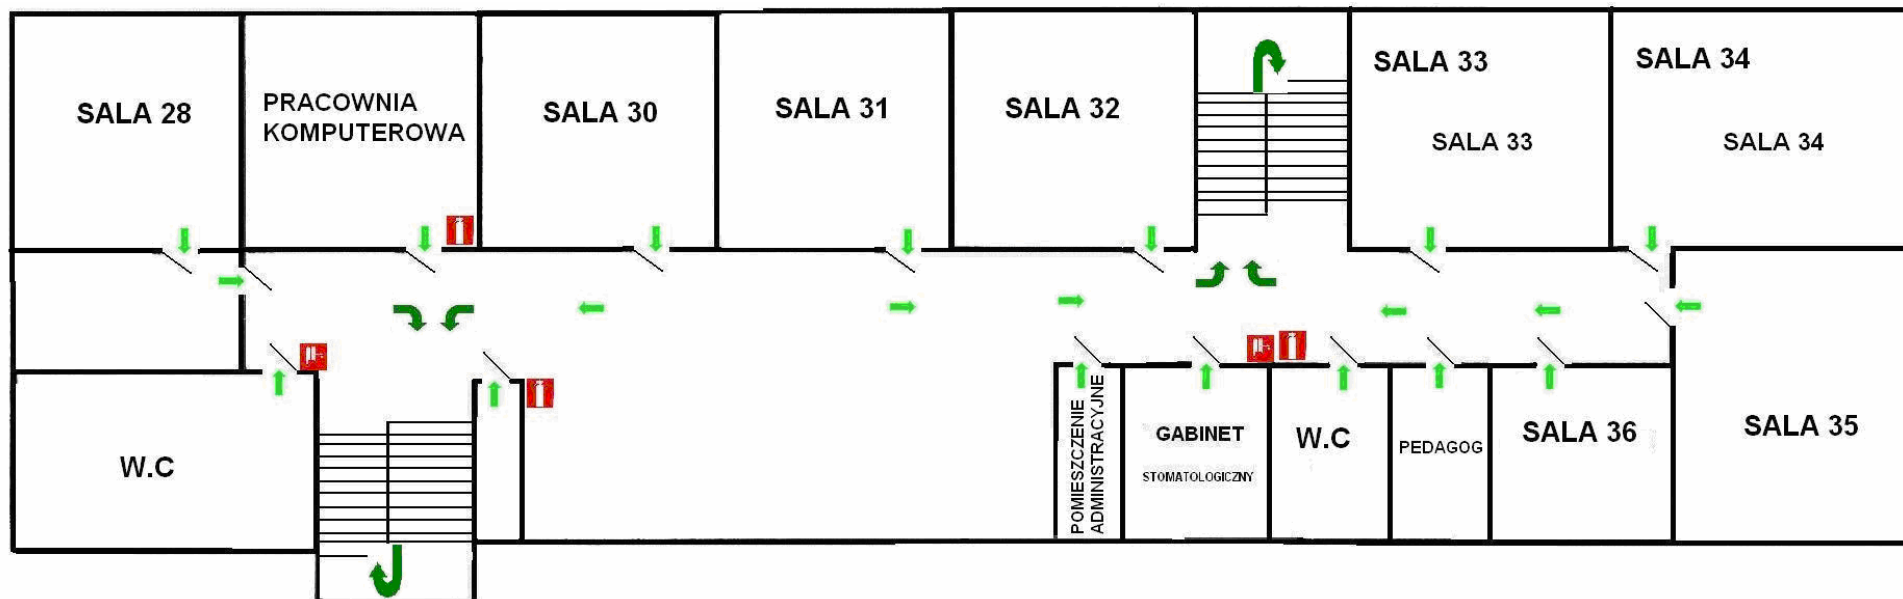 SALA 28
PRACOWNIA
KOMPUTEROWA
SALA 30
SALA 31
SALA 32
SALA 33
SALA 33
SALA 34
SALA 34
W.C
POMIESZCZENIE
ADMINISTRACYJNE
GABINET
STOMATOLOGICZNY
W.C
PEDAGOG
SALA 36
SALA 35